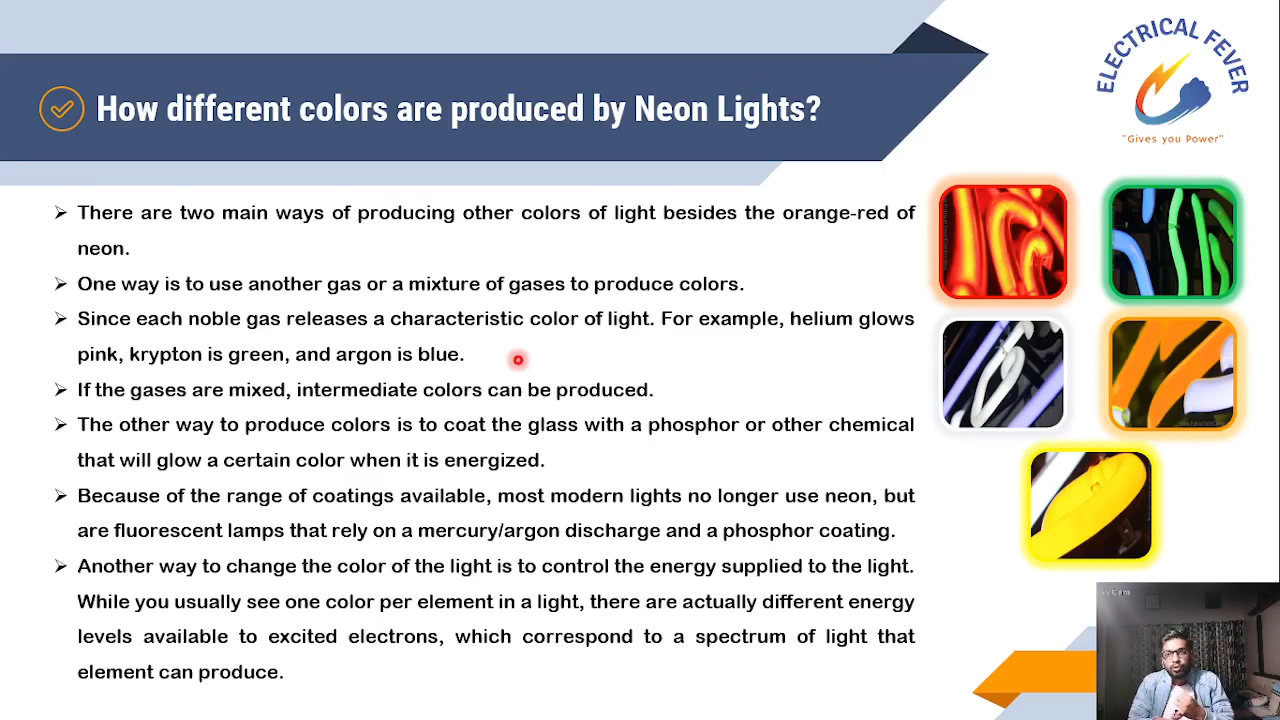 ELECTRICAL FEVER
"Gives you Power"
How different colors are produced by Neon Lights?
There are two main ways of producing other colors of light besides the orange-red of
neon.
One way is to use another gas or a mixture of gases to produce colors.
Since each noble gas releases a characteristic color of light. For example, helium glows
pink, krypton is green, and argon is blue.
If the gases are mixed, intermediate colors can be produced.
The other way to produce colors is to coat the glass with a phosphor or other chemical
that will glow a certain color when it is energized.
Because of the range of coatings available, most modern lights no longer use neon, but
are fluorescent lamps that rely on a mercury/argon discharge and a phosphor coating.
Another way to change the color of the light is to control the energy supplied to the light.
While you usually see one color per element in a light, there are actually different energy
levels available to excited electrons, which correspond to a spectrum of light that
element can produce.
iVCam